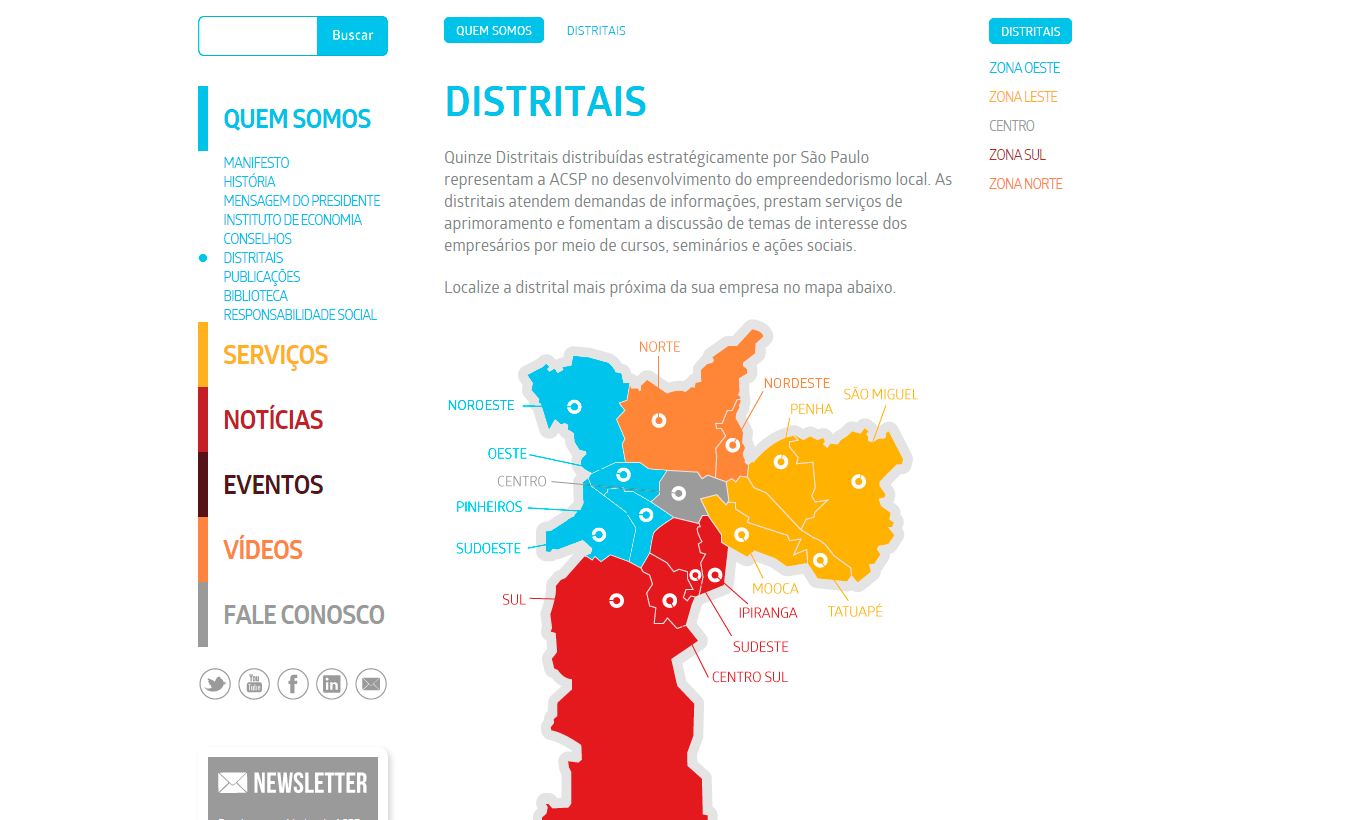 Buscar
QUEM SOMOS
MANIFESTO
HISTÓRIA
MENSAGEM DO PRESIDENTE
INSTITUTO DE ECONOMIA
CONSELHOS
DISTRITAIS
PUBLICAÇÕES
BIBLIOTECA
RESPONSABILIDADE SOCIAL
SERVIÇOS
NOTÍCIAS
EVENTOS
VÍDEOS
FALE CONOSCO
You
Tube
f
in
NEWSLETTER
QUEM SOMOS DISTRITAIS
DISTRITAIS
Quinze Distritais distribuídas estratégicamente por São Paulo
representam a ACSP no desenvolvimento do empreendedorismo local. As
distritais atendem demandas de informações, prestam serviços de
aprimoramento e fomentam a discussão de temas de interesse dos
empresários por meio de cursos, seminários e ações sociais.
Localize a distrital mais próxima da sua empresa no mapa abaixo.
NORTE
NORDESTE
SÃO MIGUEL
NOROESTE
PENHA
OESTE
CENTRO
PINHEIROS
SUDOESTE
MOOCA
SUL
IPIRANGA
TATUAPÉ
SUDESTE
CENTRO SUL
DISTRITAIS
ZONA OESTE
ZONA LESTE
CENTRO
ZONA SUL
ZONA NORTE